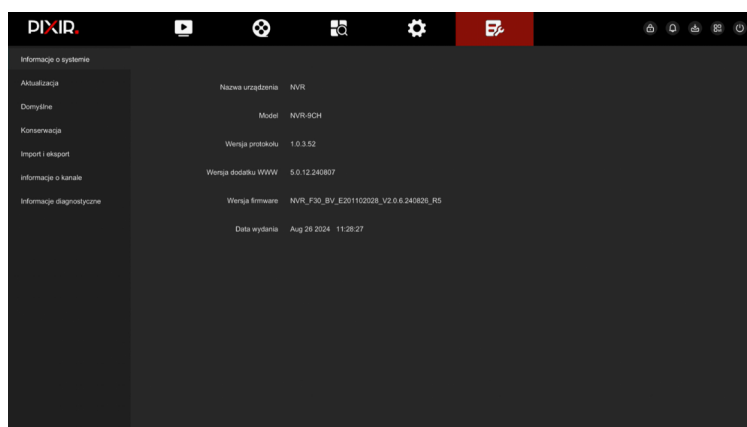 PIXIR.
Informacje o systemie
Aktualizacja
Domyślne
Konserwacja
Import i eksport
informacje o kanale
Informacje diagnostyczne
Nazwa urządzenia NVR
Model NVR-9CH
Wersja protokołu 1.0.3.52
Wersja dodatku WWW 5.0.12.240807
Wersja firmware NVR_F30_BV_E201102028_V2.0.6.240826_R5
Data wydania Aug 26 2024 11:28:27